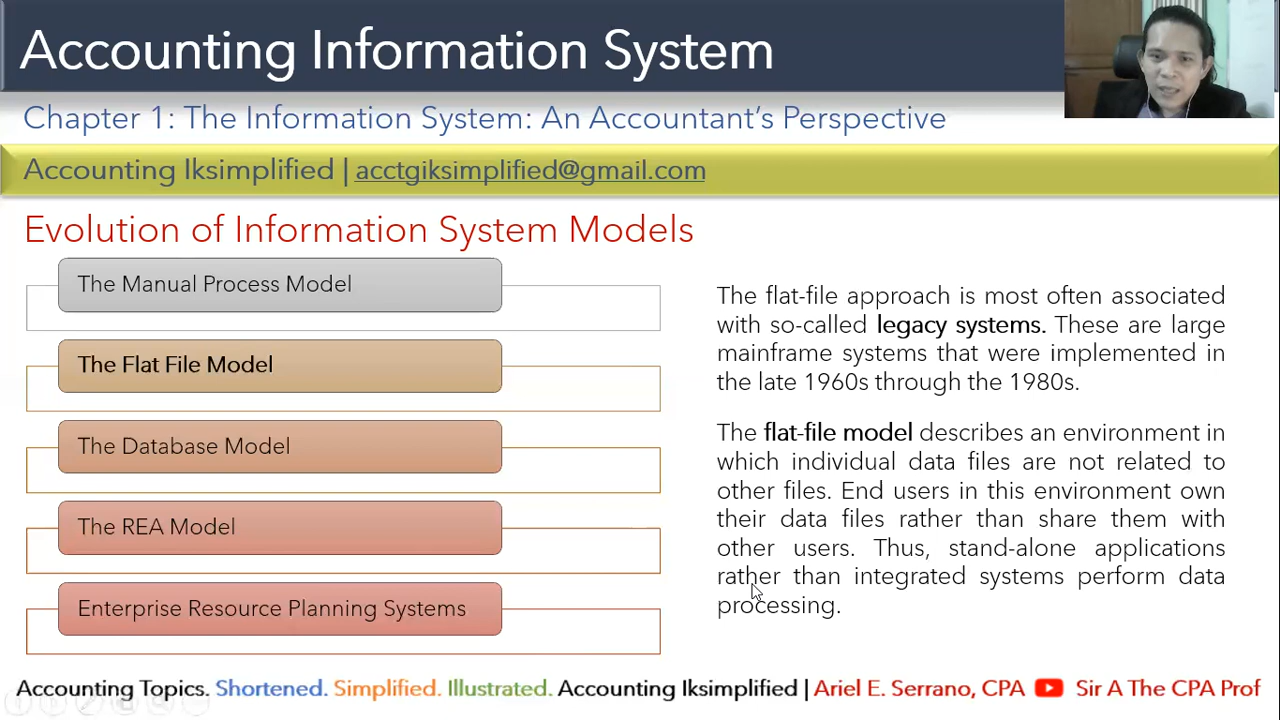 Accounting Information System
Chapter 1: The Information System: An Accountant's Perspective
Accounting Iksimplified | acctgiksimplified@gmail.com
Evolution of Information System Models
The Manual Process Model
The Flat File Model
The Database Model
The REA Model
Enterprise Resource Planning Systems
The flat-file approach is most often associated
with so-called legacy systems. These are large
mainframe systems that were implemented in
the late 1960s through the 1980s.
The flat-file model describes an environment in
which individual data files are not related to
other files. End users in this environment own
their data files rather than share them with
other users. Thus, stand-alone applications
rather than integrated systems perform data
processing.
Accounting Topics. Shortened. Simplified. Illustrated. Accounting Iksimplified | Ariel E. Serrano, CPA Sir A The CPA Prof